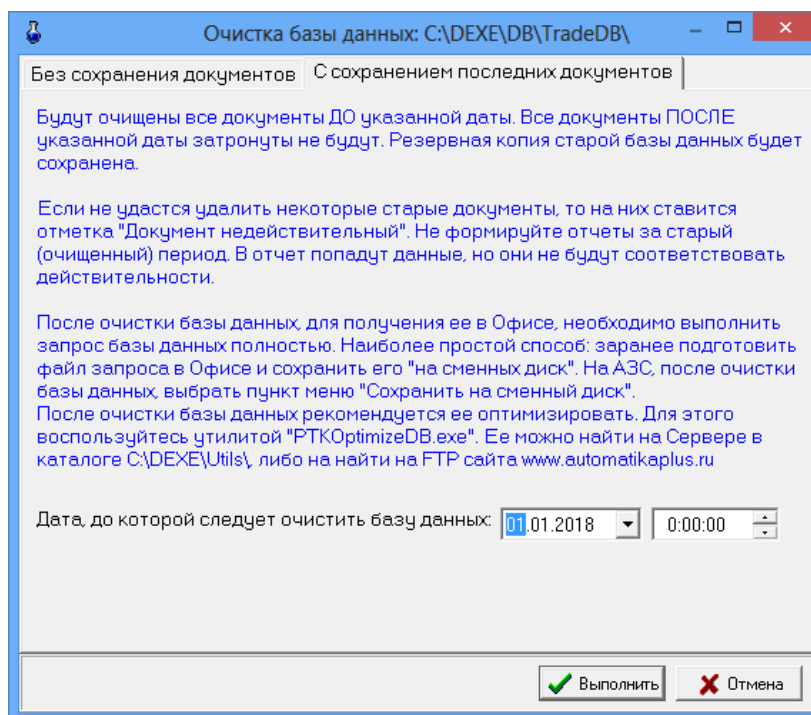 Очистка базы данных: C:\DEXE\DB\TradeDB\
Без сохранения документов
С сохранением последних документов
Будут очищены все документы ДО указанной даты. Все документы ПОСЛЕ
указанной даты затронуты не будут. Резервная копия старой базы данных будет
сохранена.
Если не удастся удалить некоторые старые документы, то на них ставится
отметка "Документ недействительный". Не формируйте отчеты за старый
(очищенный) период. В отчет попадут данные, но они не будут соответствовать
действительности.
После очистки базы данных, для получения ее в Офисе, необходимо выполнить
запрос базы данных полностью. Наиболее простой способ: заранее подготовить
файл запроса в Офисе и сохранить его "на сменных диск". На АЗС, после очистки
базы данных, выбрать пункт меню "Сохранить на сменный диск".
После очистки базы данных рекомендуется ее оптимизировать. Для этого
воспользуйтесь утилитой "PTKOptimizeDB.exe". Ее можно найти на Сервере в
каталоге C:\DEXE\Utils\, либо на найти на FTP сайта www.automatikaplus.ru
Дата, до которой следует очистить базу данных: 01.01.2018 0:00:00
Выполнить
Отмена